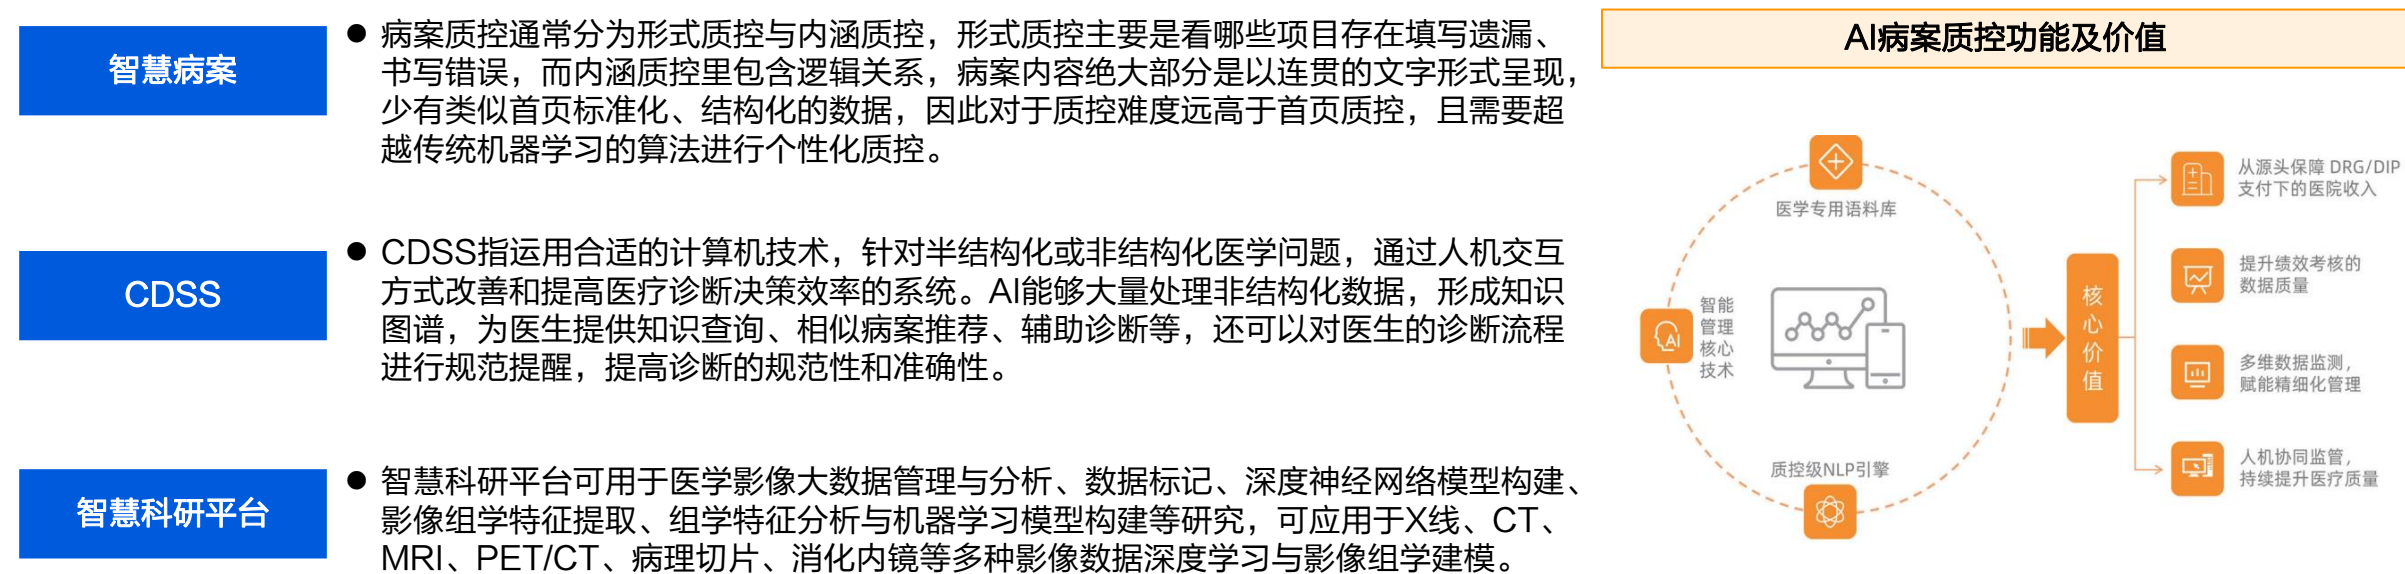 智慧病案
● 病案质控通常分为形式质控与内涵质控，形式质控主要是看哪些项目存在填写遗漏、
书写错误，而内涵质控里包含逻辑关系，病案内容绝大部分是以连贯的文字形式呈现，
少有类似首页标准化、结构化的数据，因此对于质控难度远高于首页质控，且需要超
越传统机器学习的算法进行个性化质控。
CDSS
● CDSS指运用合适的计算机技术，针对半结构化或非结构化医学问题，通过人机交互
方式改善和提高医疗诊断决策效率的系统。AI能够大量处理非结构化数据，形成知识
图谱，为医生提供知识查询、相似病案推荐、辅助诊断等，还可以对医生的诊断流程
进行规范提醒，提高诊断的规范性和准确性。
智慧科研平台
● 智慧科研平台可用于医学影像大数据管理与分析、数据标记、深度神经网络模型构建、
影像组学特征提取、组学特征分析与机器学习模型构建等研究，可应用于X线、CT、
MRI、PET/CT、病理切片、消化内镜等多种影像数据深度学习与影像组学建模。
AI病案质控功能及价值
医学专用语料库
AI
智能
管理
核心
技术
质控级NLP引擎
核
心
价
值
从源头保障 DRG/DIP
支付下的医院收入
提升绩效考核的
数据质量
多维数据监测，
赋能精细化管理
人机协同监管，
持续提升医疗质量